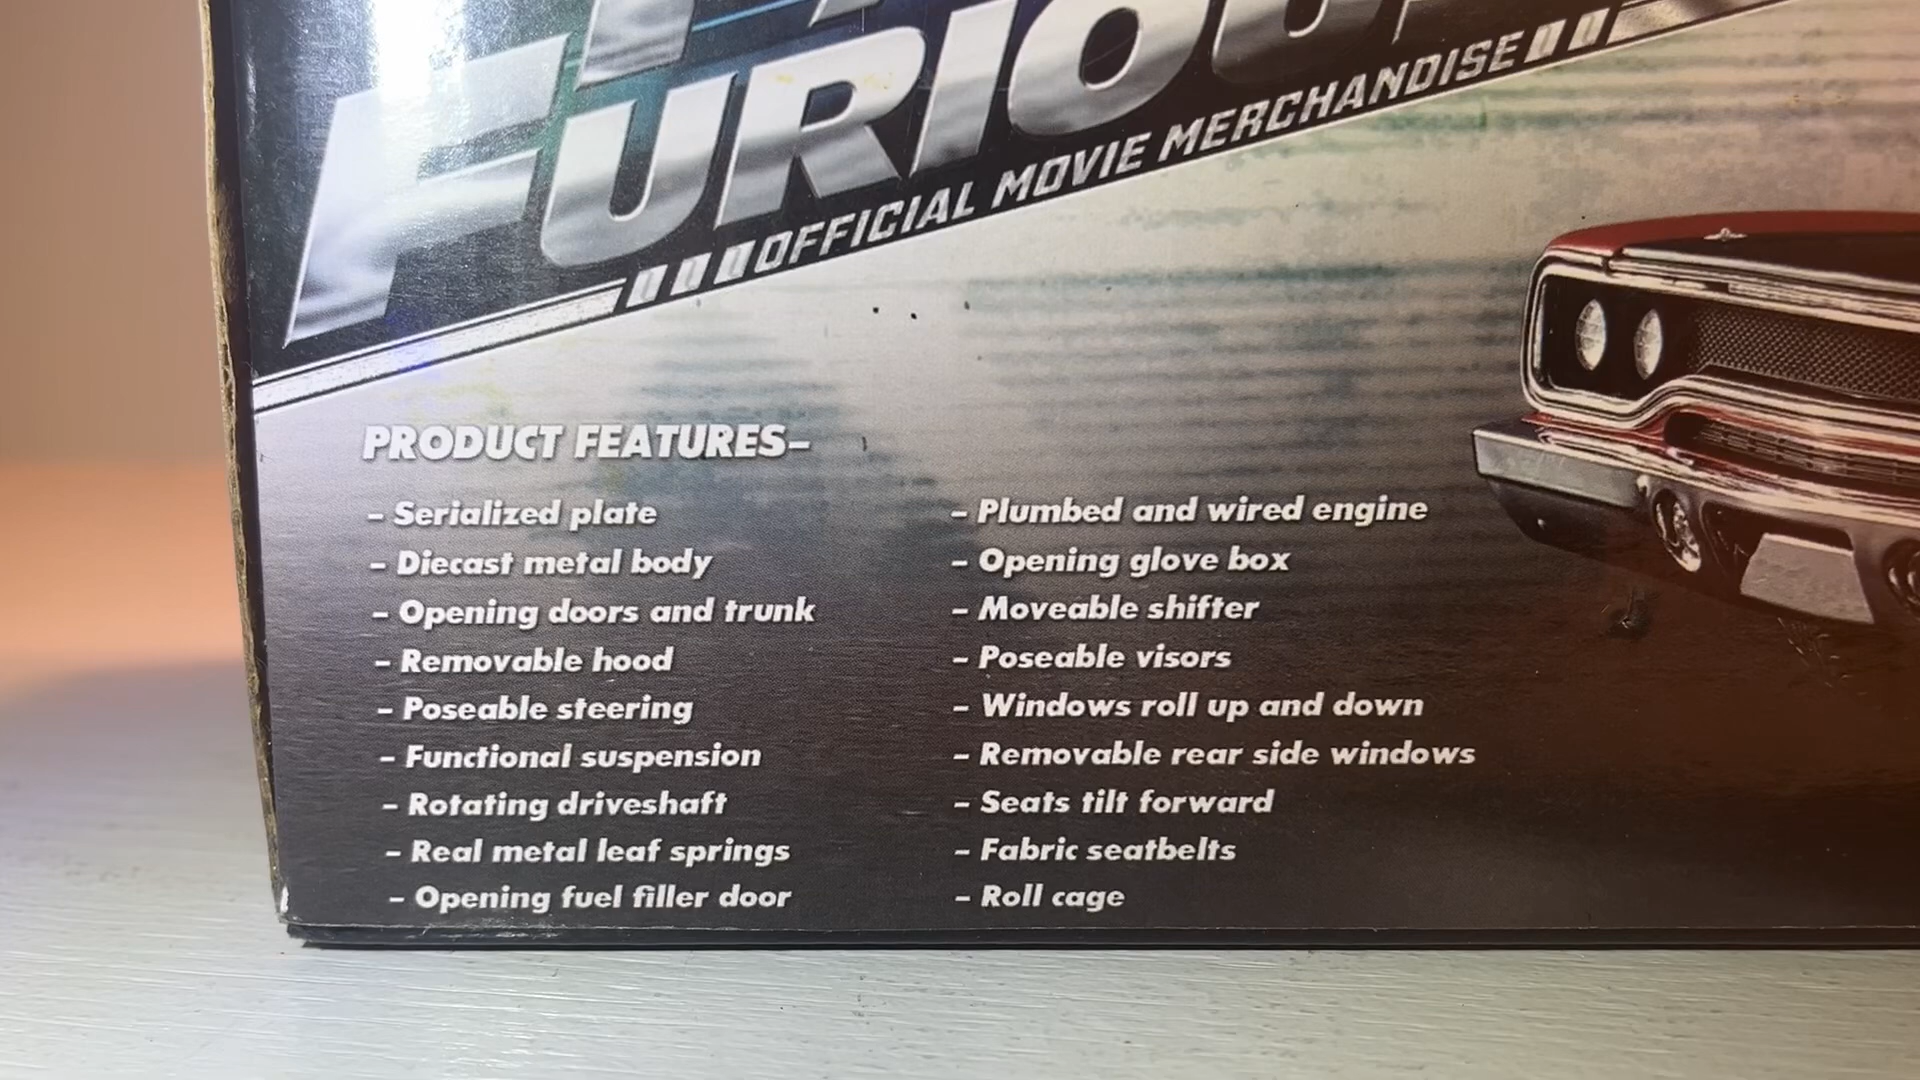 FURIOU
OFFICIAL MOVIE MERCHANDISE
PRODUCT FEATURES–
– Serialized plate
– Diecast metal body
– Opening doors and trunk
– Removable hood
– Poseable steering
– Functional suspension
– Rotating driveshaft
– Real metal leaf springs
– Opening fuel filler door
– Plumbed and wired engine
– Opening glove box
– Moveable shifter
– Poseable visors
– Windows roll up and down
– Removable rear side windows
– Seats tilt forward
– Fabric seatbelts
– Roll cage